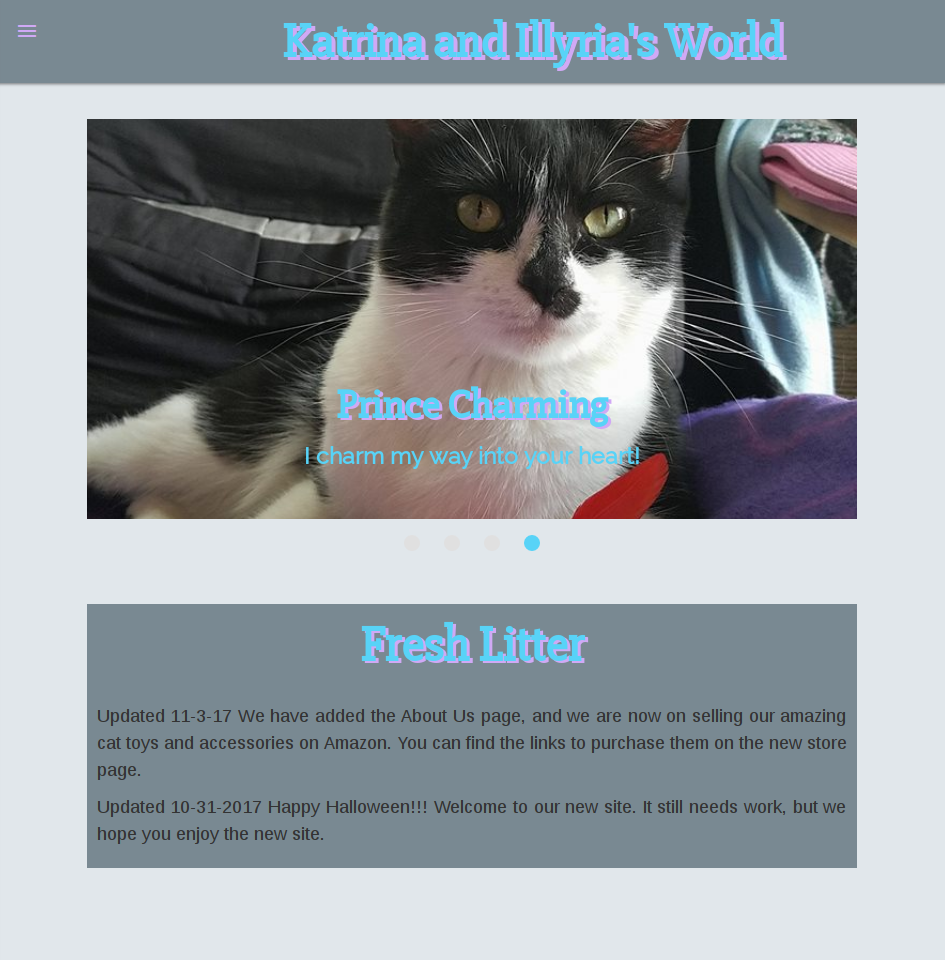 Katrina and Illyria's World
Prince Charming
I charm my way into your heart!
Fresh Litter
Updated 11-3-17 We have added the About Us page, and we are now on selling our amazing
cat toys and accessories on Amazon. You can find the links to purchase them on the new store
page.
Updated 10-31-2017 Happy Halloween!!! Welcome to our new site. It still needs work, but we
hope you enjoy the new site.